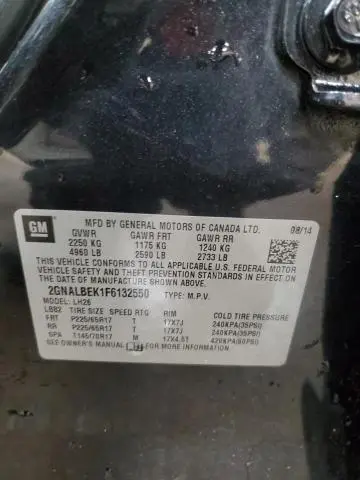 GM
MFD BY GENERAL MOTORS OF CANADA LTD. 08/14
GVWR GAWR FRT GAWR RR
2250 KG 1175 KG 1240 KG
4960 LB 2590 LB 2733 LB
THIS VEHICLE CONFORMS TO ALL APPLICABLE U.S. FEDERAL MOTOR
VEHICLE SAFETY AND THEFT PREVENTION STANDARDS IN EFFECT ON
THE DATE OF MANUFACTURE SHOWN ABOVE.
2GNALBEK1F6132550 TYPE: M.P.V.
MODEL: LH26
LBB2 TIRE SIZE SPEED RTG RIM COLD TIRE PRESSURE
FRT P225/65R17 T 17X7J 240KPA(35PSI)
RR P225/65R17 T 17X7J 240KPA(35PSI)
SPA T145/70R17 M 17X4.5T 420KPA(60PSI)
SEE OWNER'S MANUAL FOR MORE INFORMATION.